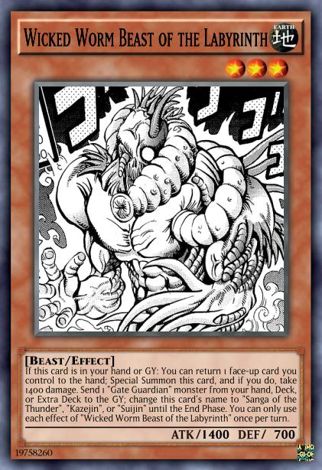 WICKED WORM BEAST OF THE LABYRINTH
EARTH
地
[BEAST/EFFECT]
If this card is in your hand or GY: You can return 1 face-up card you
control to the hand; Special Summon this card, and if you do, take
1400 damage. Send 1 "Gate Guardian" monster from your hand, Deck,
or Extra Deck to the GY; change this card's name to "Sanga of the
Thunder", "Kazejin", or "Suijin" until the End Phase. You can only use
each effect of "Wicked Worm Beast of the Labyrinth" once per turn.
ATK/1400 DEF/ 700
19758260